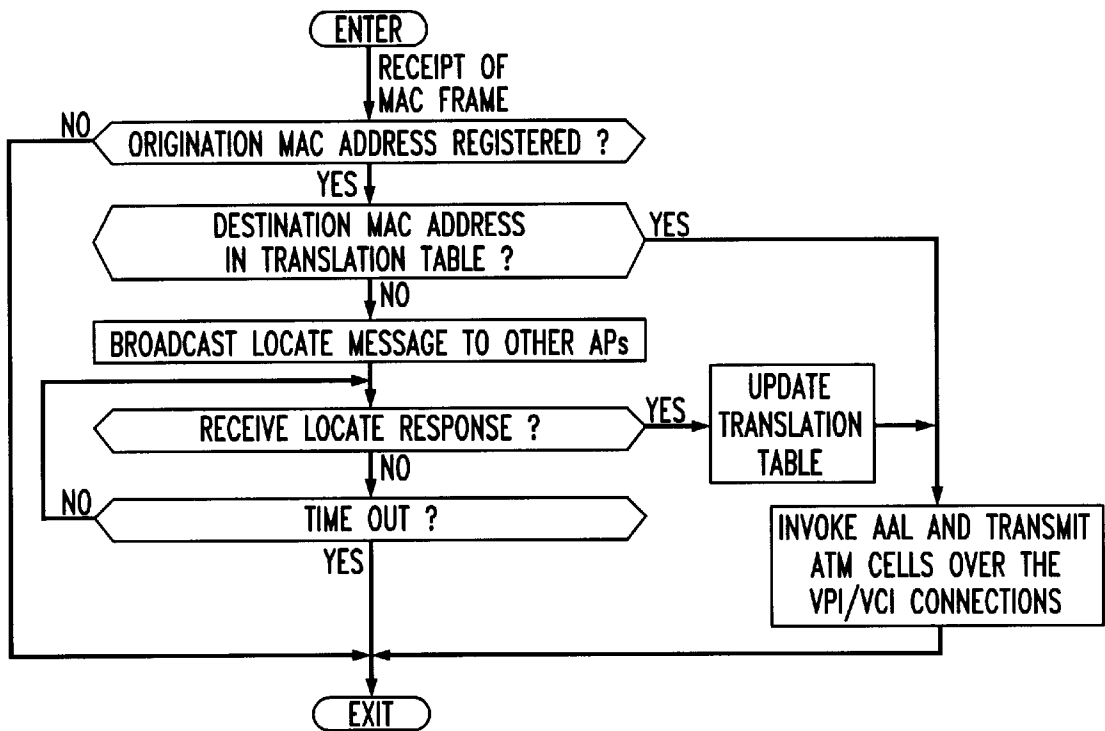 ENTER
RECEIPT OF
MAC FRAME
NO
ORIGINATION MAC ADDRESS REGISTERED ?
YES
DESTINATION MAC ADDRESS
IN TRANSLATION TABLE ?
YES
NO
BROADCAST LOCATE MESSAGE TO OTHER APs
RECEIVE LOCATE RESPONSE ?
YES
UPDATE
TRANSLATION
TABLE
NO
NO
TIME OUT ?
YES
INVOKE AAL AND TRANSMIT
ATM CELLS OVER THE
VPI/VCI CONNECTIONS
EXIT